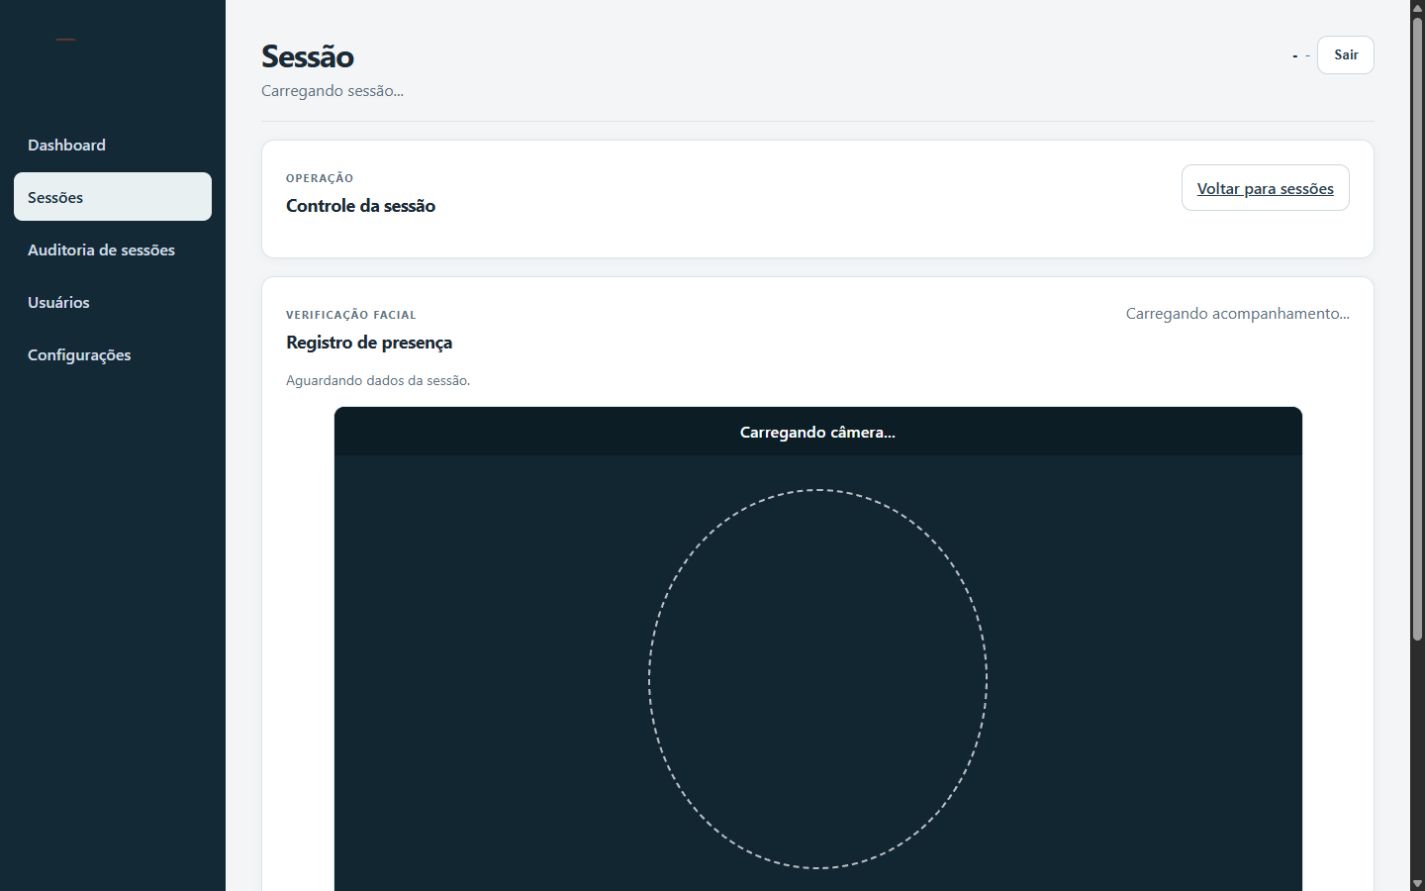 Dashboard
Sessões
Auditoria de sessões
Usuários
Configurações
Sessão
Carregando sessão...
- -
Sair
OPERAÇÃO
Controle da sessão
Voltar para sessões
VERIFICAÇÃO FACIAL
Registro de presença
Carregando acompanhamento...
Aguardando dados da sessão.
Carregando câmera...